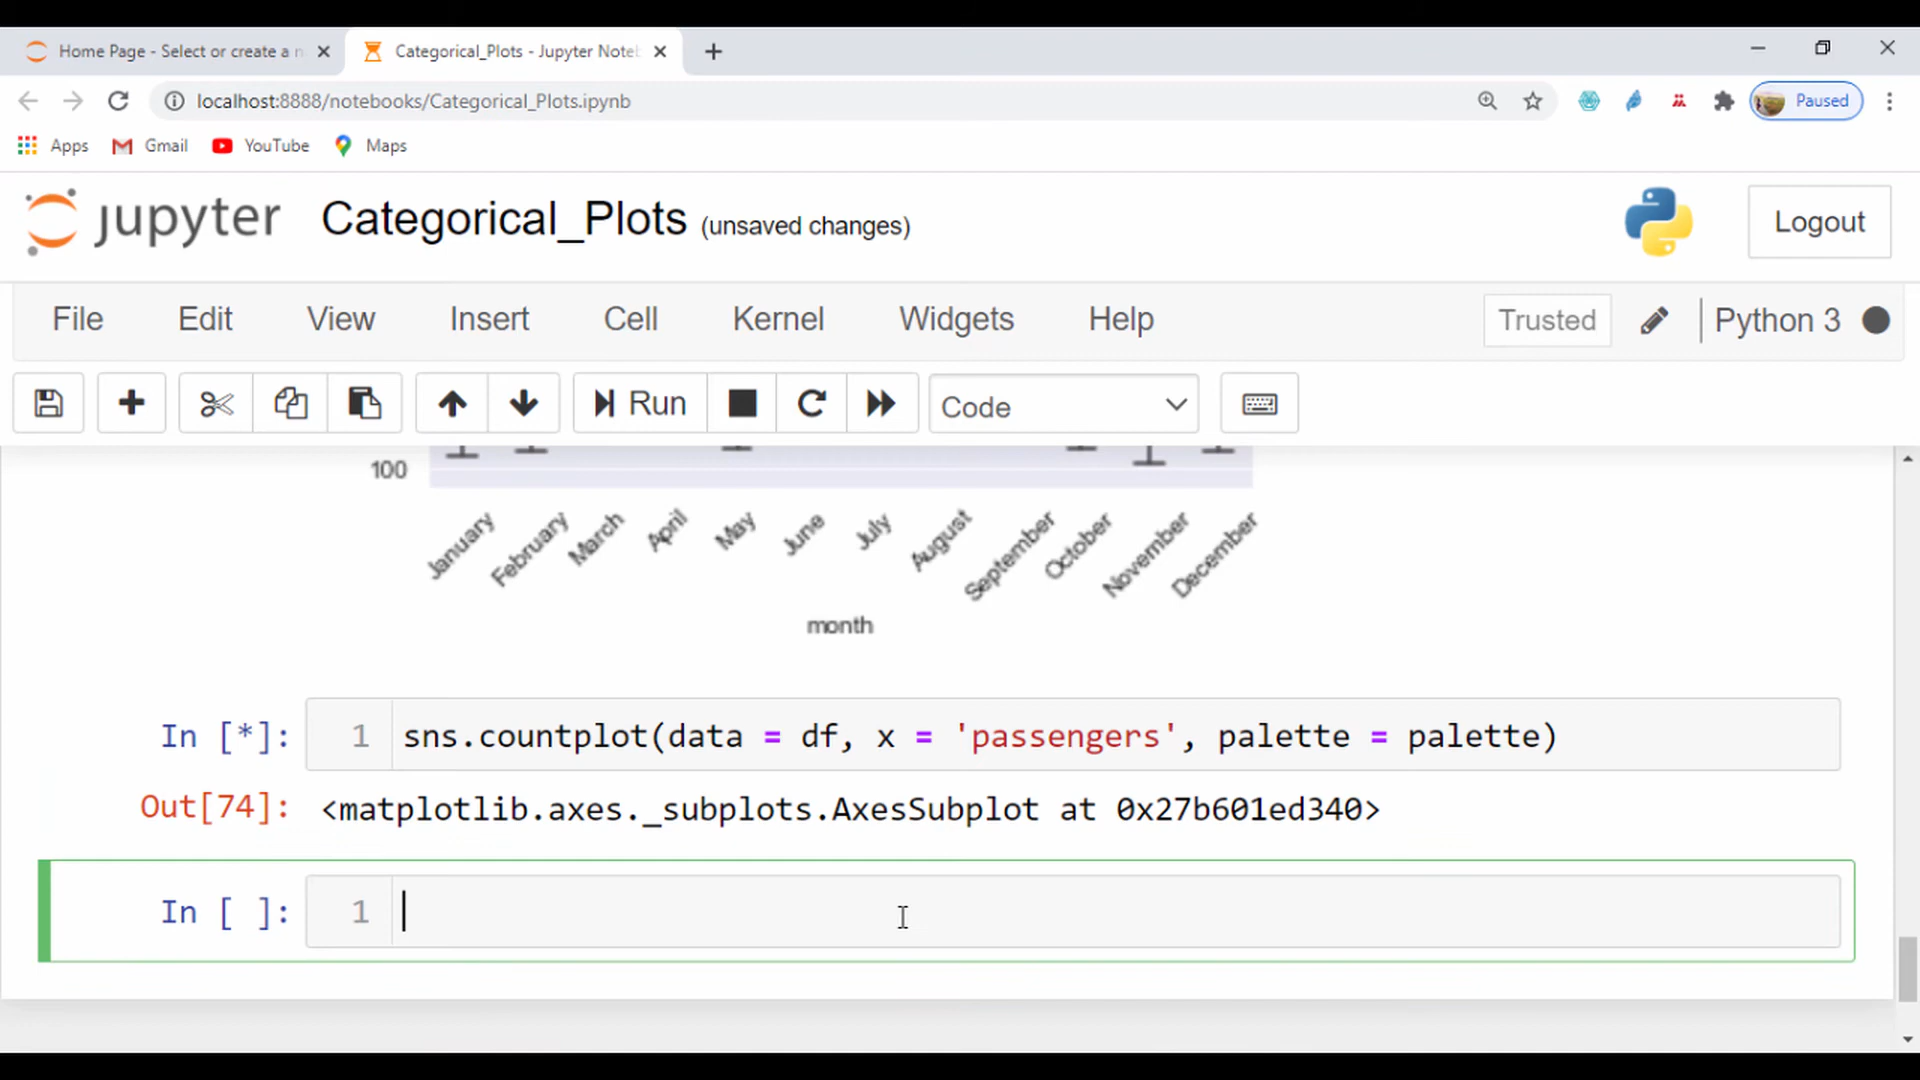 Home Page - Select or create a n
Categorical_Plots - Jupyter Noteb
localhost:8888/notebooks/Categorical_Plots.ipynb
Paused
Apps
Gmail
YouTube
Maps
jupyter
Categorical_Plots (unsaved changes)
Logout
File
Edit
View
Insert
Cell
Kernel
Widgets
Help
Trusted
Python 3
Run
Code
100
January
February
March
April
May
June
July
August
September
October
November
December
month
In [*]:
1
sns.countplot(data = df, x = 'passengers', palette = palette)
Out[74]:
<matplotlib.axes._subplots.AxesSubplot at 0x27b601ed340>
In [ ]:
1